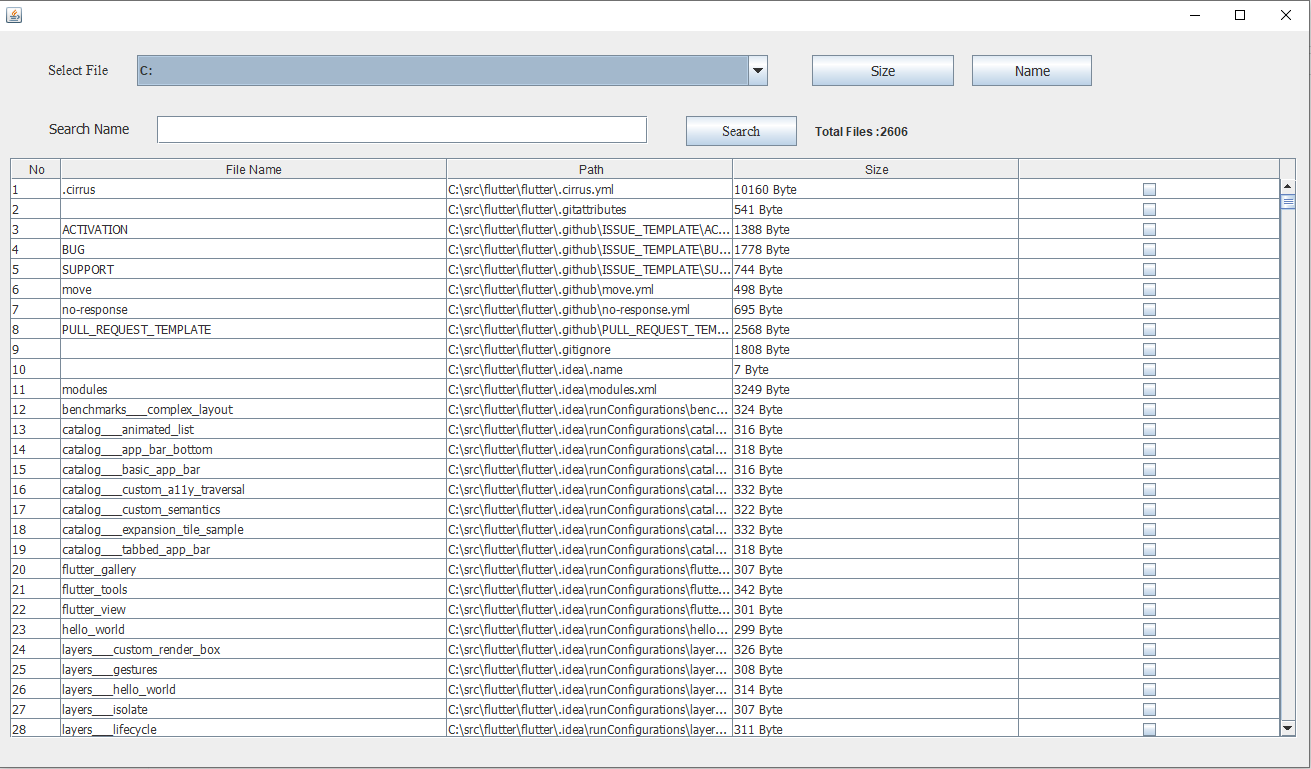 Select File C: Size Name
Search Name Search Total Files :2606
No File Name Path Size
1 .cirrus C:\src\flutter\flutter\.cirrus.yml 10160 Byte
2 C:\src\flutter\flutter\.gitattributes 541 Byte
3 ACTIVATION C:\src\flutter\flutter\.github\ISSUE_TEMPLATE\AC... 1388 Byte
4 BUG C:\src\flutter\flutter\.github\ISSUE_TEMPLATE\BU... 1778 Byte
5 SUPPORT C:\src\flutter\flutter\.github\ISSUE_TEMPLATE\SU... 744 Byte
6 move C:\src\flutter\flutter\.github\move.yml 498 Byte
7 no-response C:\src\flutter\flutter\.github\no-response.yml 695 Byte
8 PULL_REQUEST_TEMPLATE C:\src\flutter\flutter\.github\PULL_REQUEST_TEM... 2568 Byte
9 C:\src\flutter\flutter\.gitignore 1808 Byte
10 C:\src\flutter\flutter\.idea\.name 7 Byte
11 modules C:\src\flutter\flutter\.idea\modules.xml 3249 Byte
12 benchmarks___complex_layout C:\src\flutter\flutter\.idea\runConfigurations\benc... 324 Byte
13 catalog___animated_list C:\src\flutter\flutter\.idea\runConfigurations\catal... 316 Byte
14 catalog___app_bar_bottom C:\src\flutter\flutter\.idea\runConfigurations\catal... 318 Byte
15 catalog___basic_app_bar C:\src\flutter\flutter\.idea\runConfigurations\catal... 316 Byte
16 catalog___custom_a11y_traversal C:\src\flutter\flutter\.idea\runConfigurations\catal... 332 Byte
17 catalog___custom_semantics C:\src\flutter\flutter\.idea\runConfigurations\catal... 322 Byte
18 catalog___expansion_tile_sample C:\src\flutter\flutter\.idea\runConfigurations\catal... 332 Byte
19 catalog___tabbed_app_bar C:\src\flutter\flutter\.idea\runConfigurations\catal... 318 Byte
20 flutter_gallery C:\src\flutter\flutter\.idea\runConfigurations\flutte... 307 Byte
21 flutter_tools C:\src\flutter\flutter\.idea\runConfigurations\flutte... 342 Byte
22 flutter_view C:\src\flutter\flutter\.idea\runConfigurations\flutte... 301 Byte
23 hello_world C:\src\flutter\flutter\.idea\runConfigurations\hello... 299 Byte
24 layers___custom_render_box C:\src\flutter\flutter\.idea\runConfigurations\layer... 326 Byte
25 layers___gestures C:\src\flutter\flutter\.idea\runConfigurations\layer... 308 Byte
26 layers___hello_world C:\src\flutter\flutter\.idea\runConfigurations\layer... 314 Byte
27 layers___isolate C:\src\flutter\flutter\.idea\runConfigurations\layer... 307 Byte
28 layers___lifecycle C:\src\flutter\flutter\.idea\runConfigurations\layer... 311 Byte